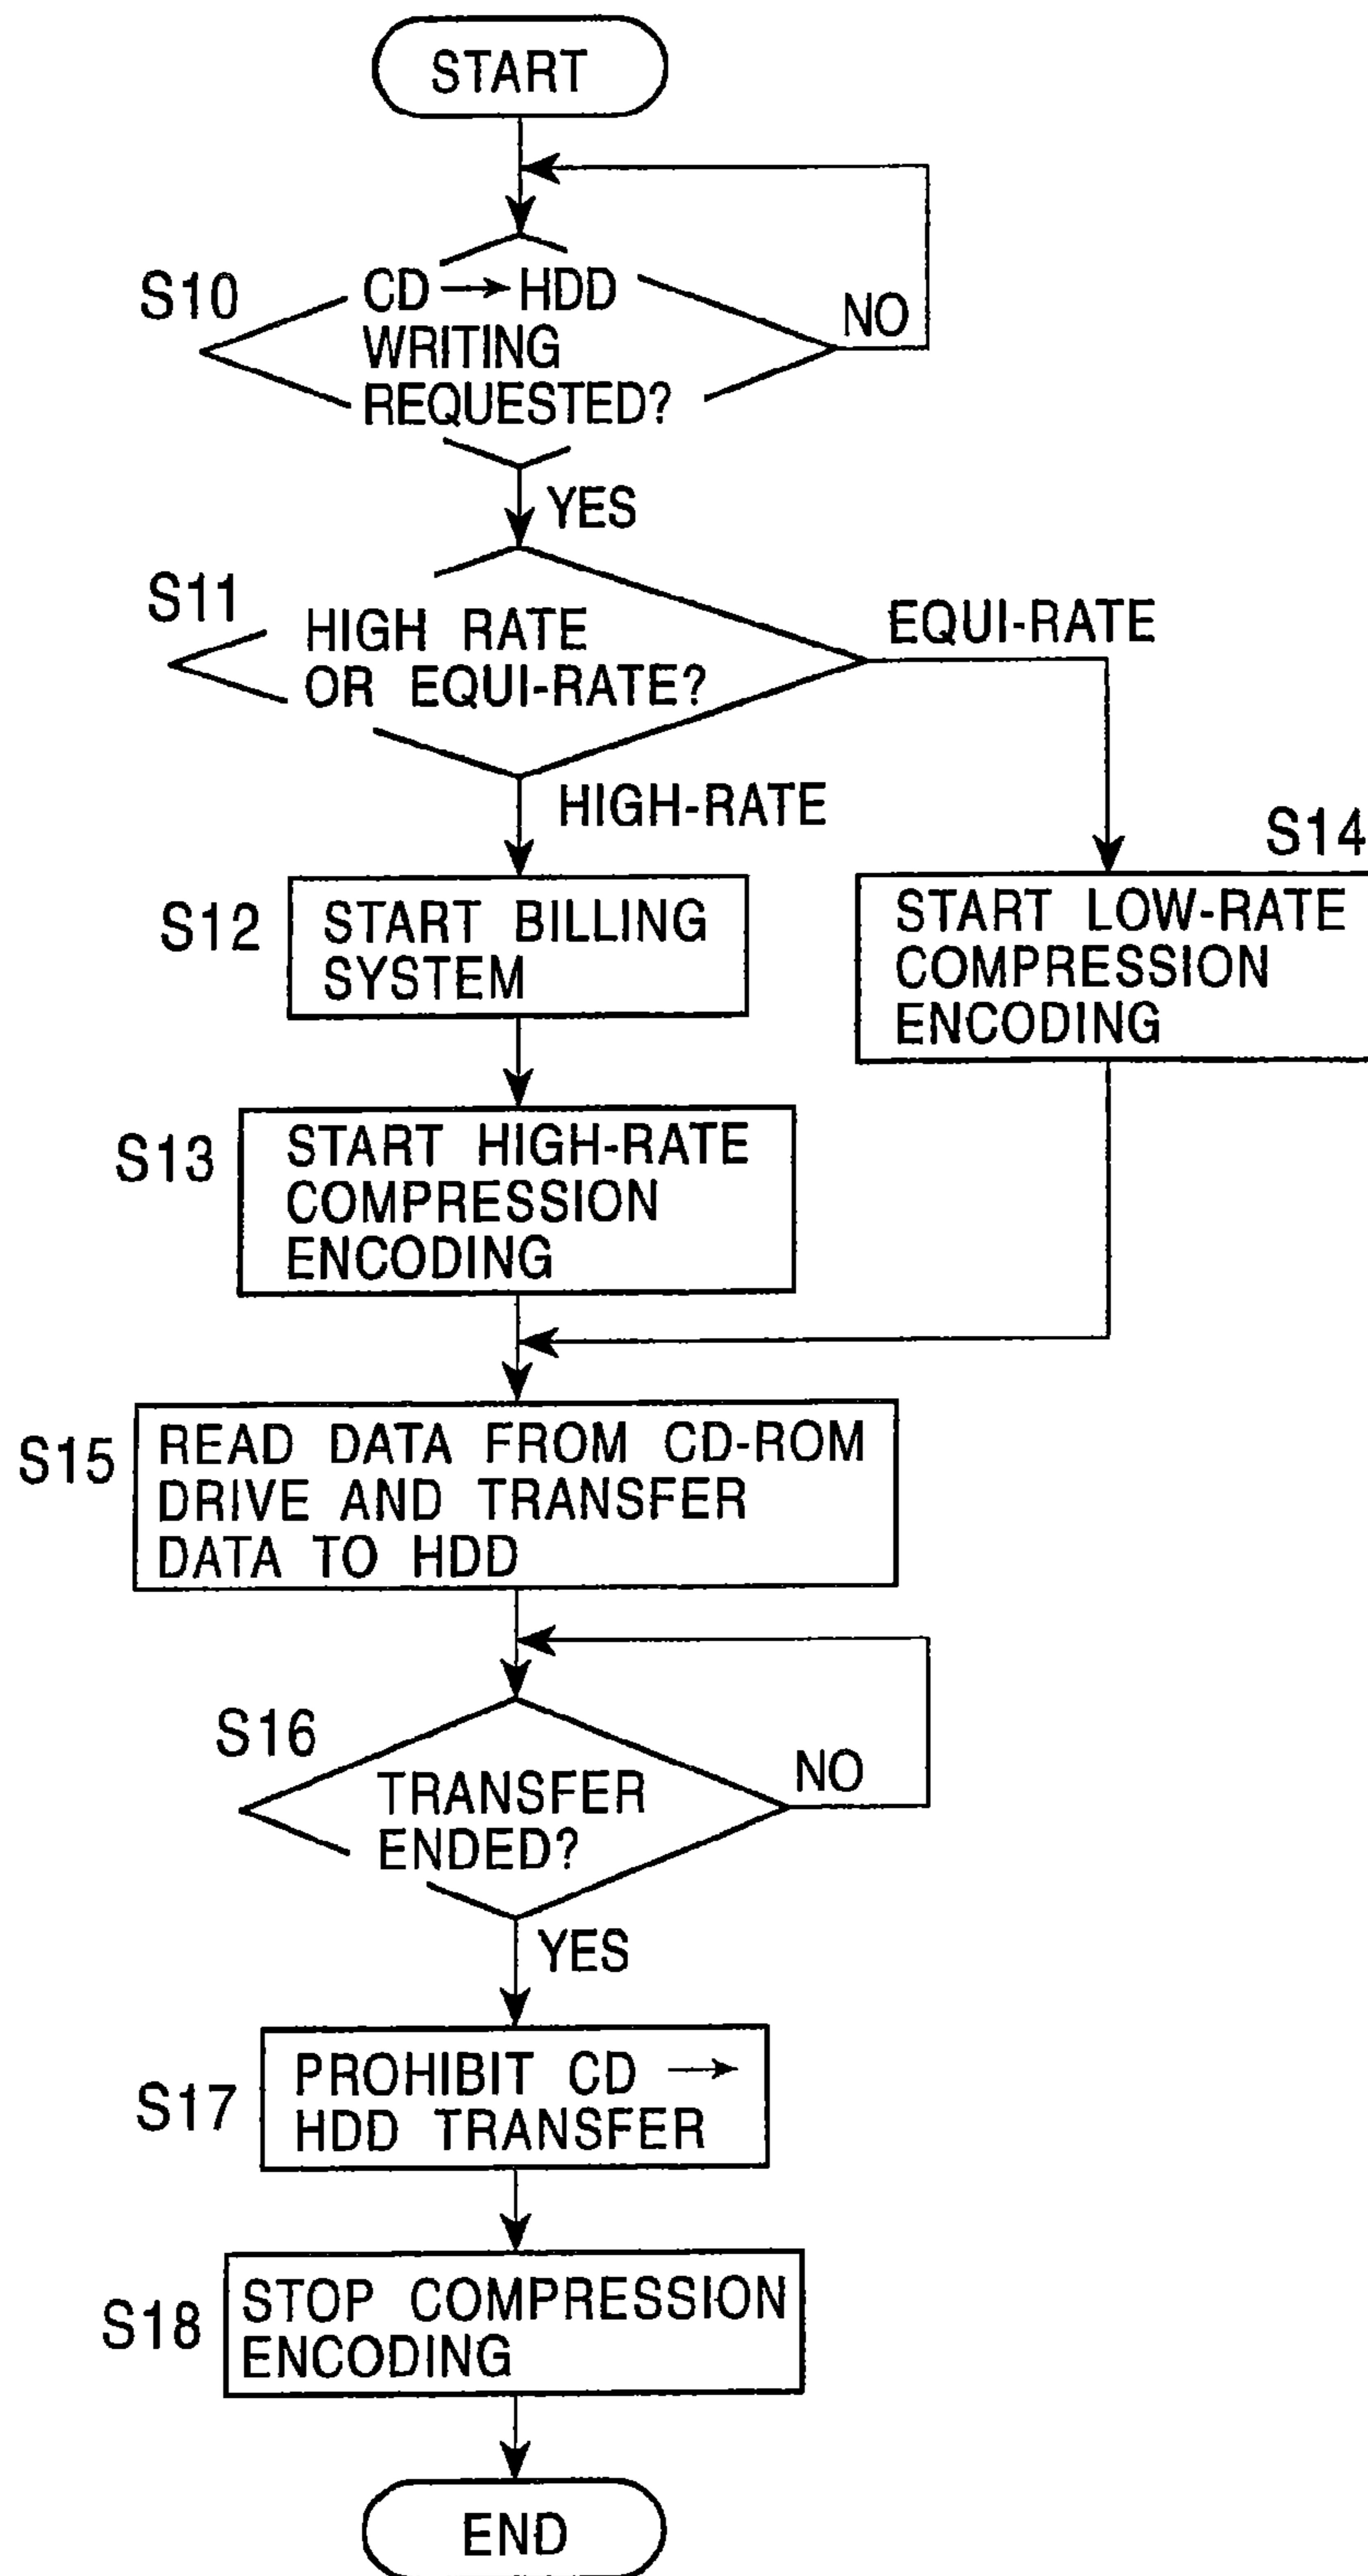 START
S10
CD → HDD
WRITING
REQUESTED?
NO
YES
S11
HIGH RATE
OR EQUI-RATE?
EQUI-RATE
HIGH-RATE
S12
START BILLING
SYSTEM
S14
START LOW-RATE
COMPRESSION
ENCODING
S13
START HIGH-RATE
COMPRESSION
ENCODING
S15
READ DATA FROM CD-ROM
DRIVE AND TRANSFER
DATA TO HDD
S16
TRANSFER
ENDED?
NO
YES
S17
PROHIBIT CD →
HDD TRANSFER
S18
STOP COMPRESSION
ENCODING
END